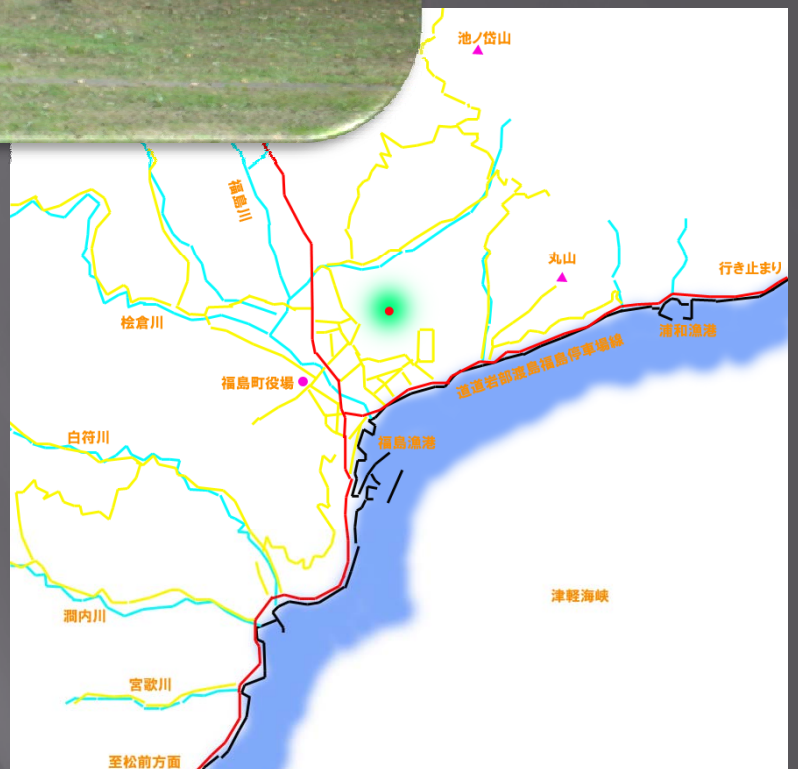 池ノ岱山
福島川
丸山
行き止まり
桧倉川
浦和漁港
道道岩部渡島福島停車場線
福島町役場
白符川
福島漁港
津軽海峡
澗内川
宮歌川
至松前方面